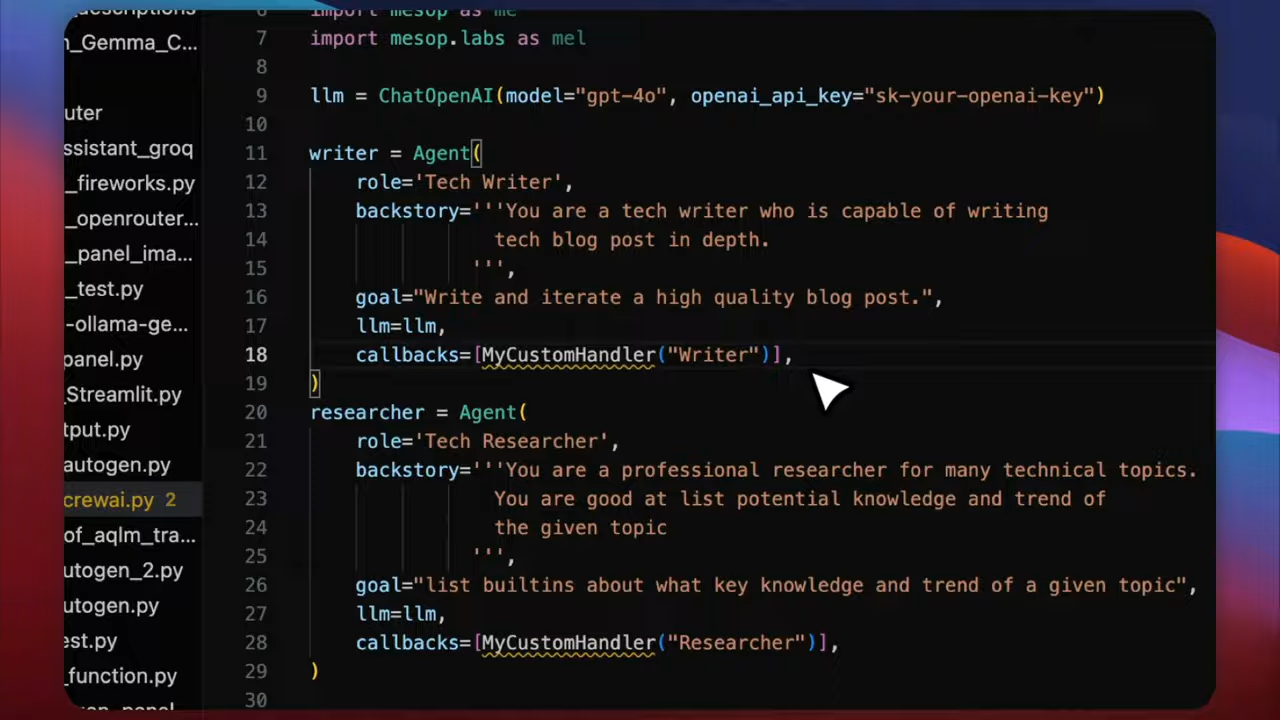 _descriptions
n_Gemma_C...
uter
ssistant_groq
_fireworks.py
_openrouter...
_panel_ima...
_test.py
-ollama-ge...
panel.py
Streamlit.py
tput.py
autogen.py
crewai.py 2
of_aqlm_tra...
utogen_2.py
utogen.py
est.py
_function.py
6 import mesop as me
7 import mesop.labs as mel
8
9 llm = ChatOpenAI(model="gpt-4o", openai_api_key="sk-your-openai-key")
10
11 writer = Agent(
12 role='Tech Writer',
13 backstory='''You are a tech writer who is capable of writing
14 tech blog post in depth.
15 ''',
16 goal="Write and iterate a high quality blog post.",
17 llm=llm,
18 callbacks=[MyCustomHandler("Writer")],
19 )
20 researcher = Agent(
21 role='Tech Researcher',
22 backstory='''You are a professional researcher for many technical topics.
23 You are good at list potential knowledge and trend of
24 the given topic
25 ''',
26 goal="list builtins about what key knowledge and trend of a given topic",
27 llm=llm,
28 callbacks=[MyCustomHandler("Researcher")],
29 )
30